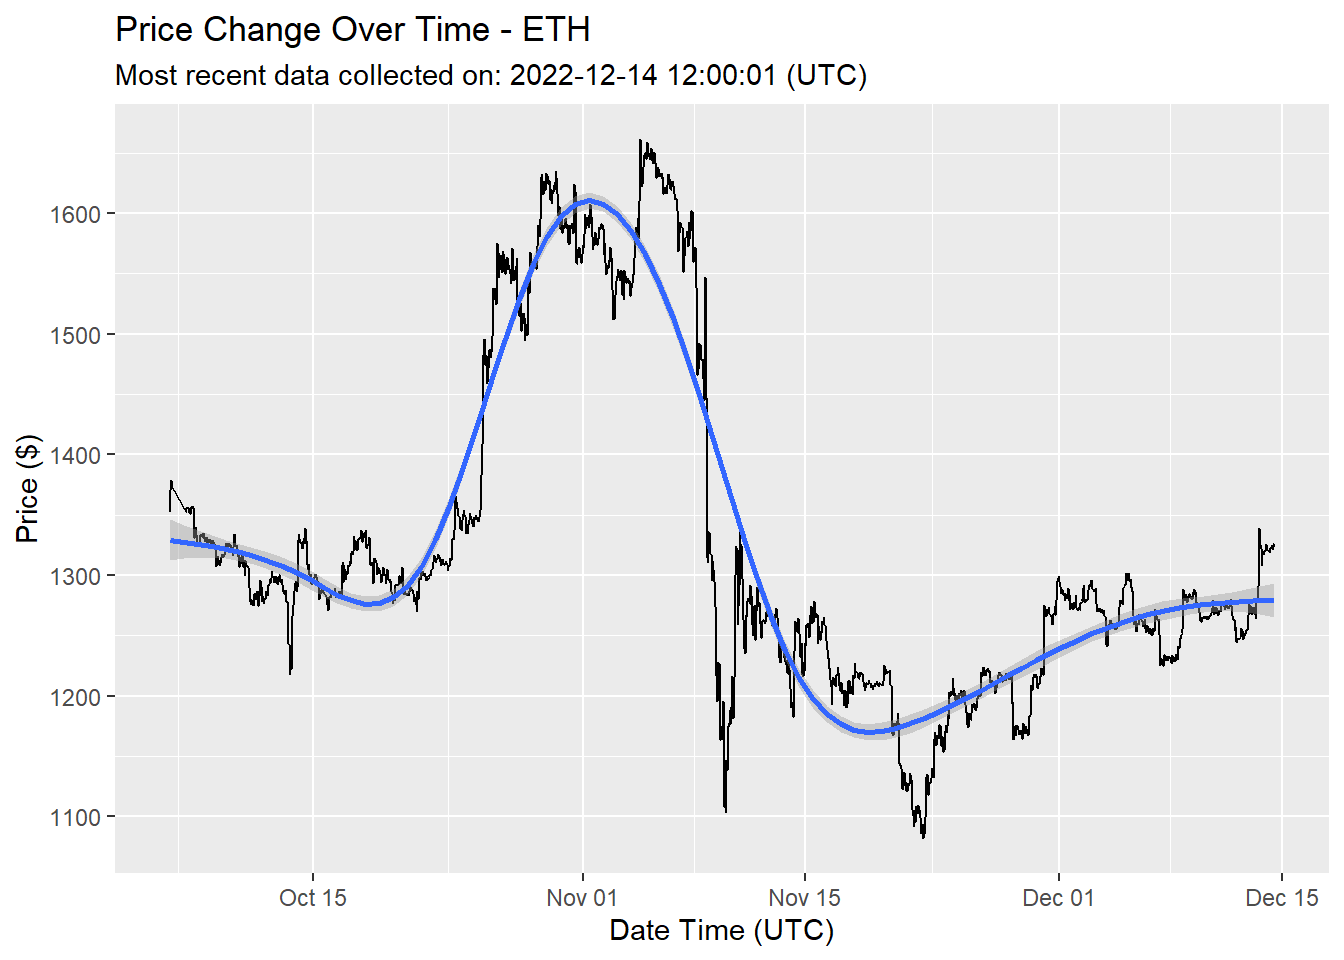 Price Change Over Time - ETH
Most recent data collected on: 2022-12-14 12:00:01 (UTC)
Price ($)
1600
1500
1400
1300
1200
1100
Oct 15
Nov 01
Nov 15
Dec 01
Dec 15
Date Time (UTC)